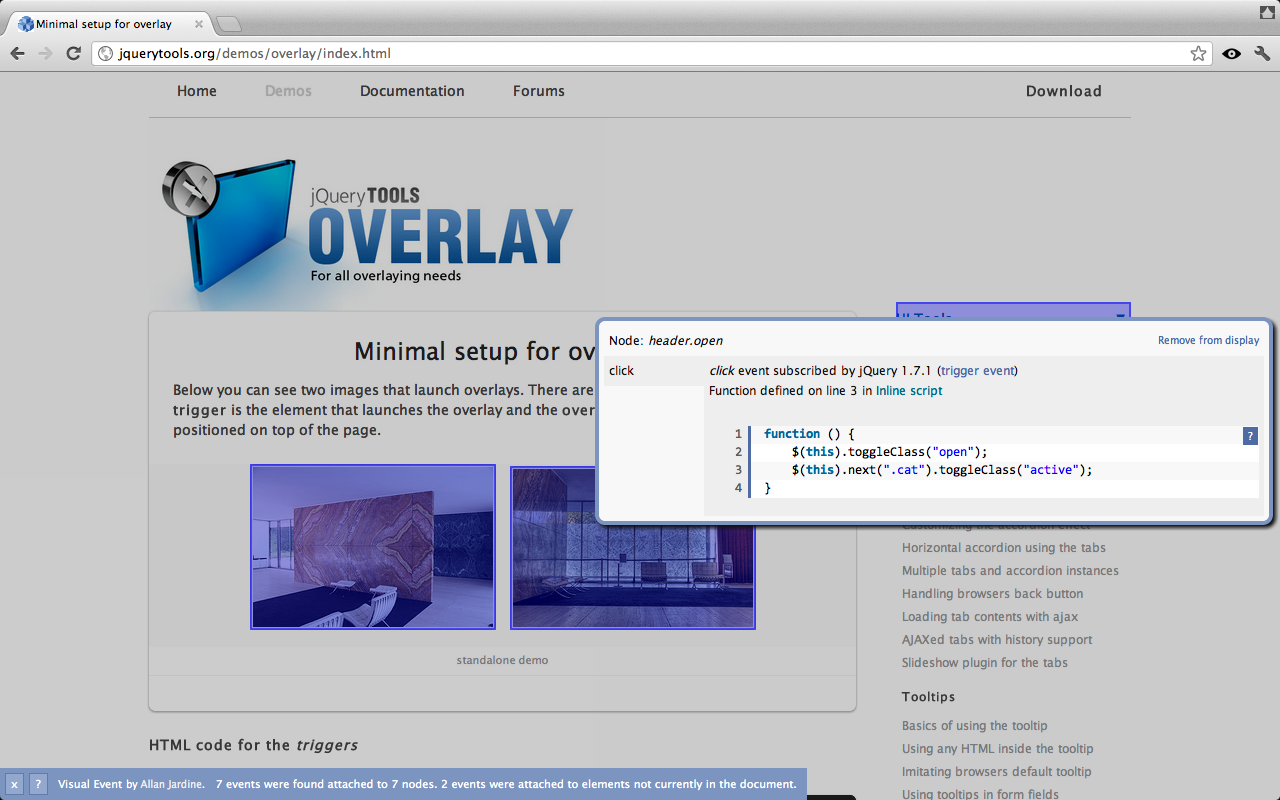 Minimal setup for overlay
jquerytools.org/demos/overlay/index.html
Home Demos Documentation Forums Download
jQuery TOOLS
OVERLAY
For all overlaying needs
Minimal setup for ov
Below you can see two images that launch overlays. There are
trigger is the element that launches the overlay and the over
positioned on top of the page.
standalone demo
HTML code for the triggers
UI Tools
Node: header.open
Remove from display
click
click event subscribed by jQuery 1.7.1 (trigger event)
Function defined on line 3 in Inline script
?
1 function () {
2 $(this).toggleClass("open");
3 $(this).next(".cat").toggleClass("active");
4 }
Customizing the accordion effect
Horizontal accordion using the tabs
Multiple tabs and accordion instances
Handling browsers back button
Loading tab contents with ajax
AJAXed tabs with history support
Slideshow plugin for the tabs
Tooltips
Basics of using the tooltip
Using any HTML inside the tooltip
Imitating browsers default tooltip
Using tooltips in form fields
x ? Visual Event by Allan Jardine. 7 events were found attached to 7 nodes. 2 events were attached to elements not currently in the document.